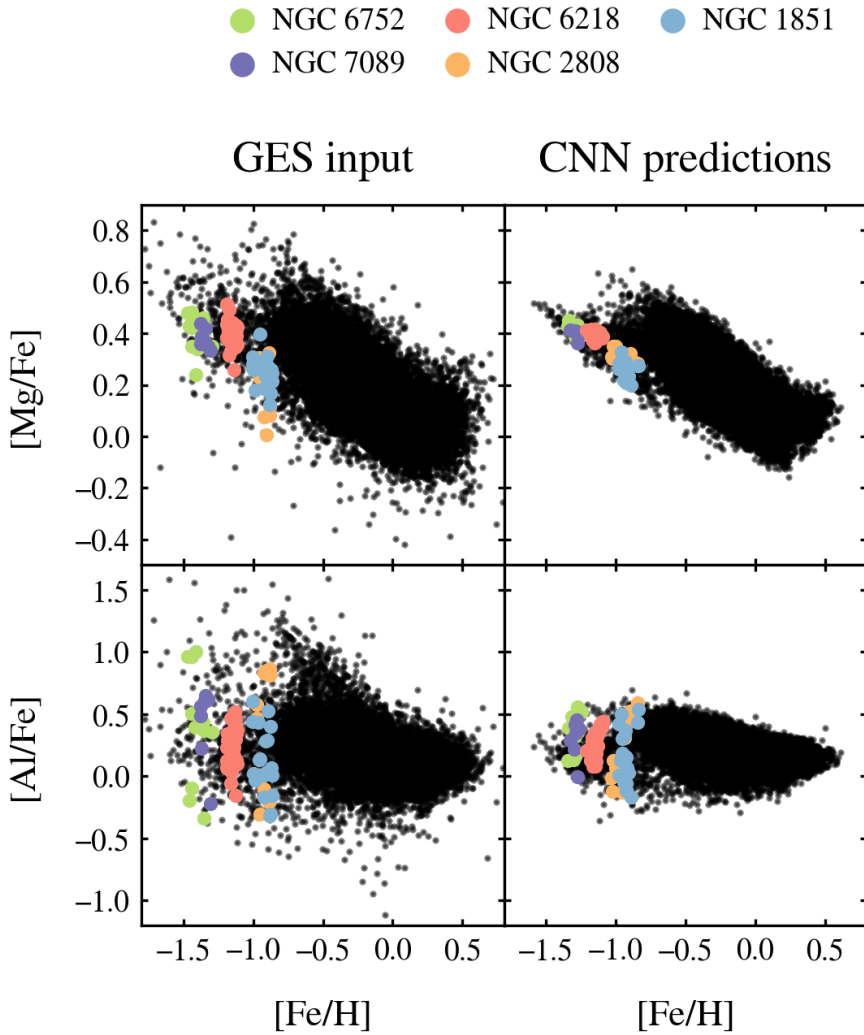 NGC 6752 NGC 6218 NGC 1851
NGC 7089 NGC 2808
GES input CNN predictions
0.8
0.6
0.4
0.2
0.0
−0.2
−0.4
[Mg/Fe]
1.5
1.0
0.5
0.0
−0.5
−1.0
[Al/Fe]
−1.5 −1.0 −0.5 0.0 0.5 −1.5 −1.0 −0.5 0.0 0.5
[Fe/H] [Fe/H]